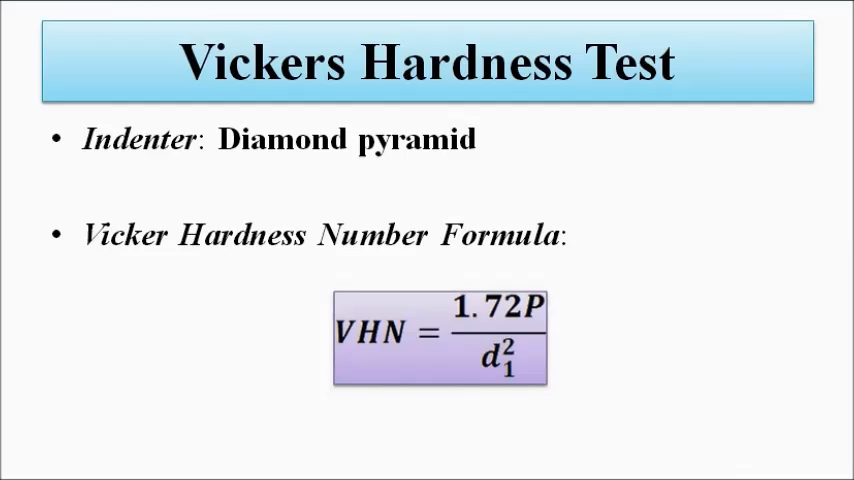 Vickers Hardness Test
• Indenter: Diamond pyramid
• Vicker Hardness Number Formula:
VHN = 1.72P / d₁²